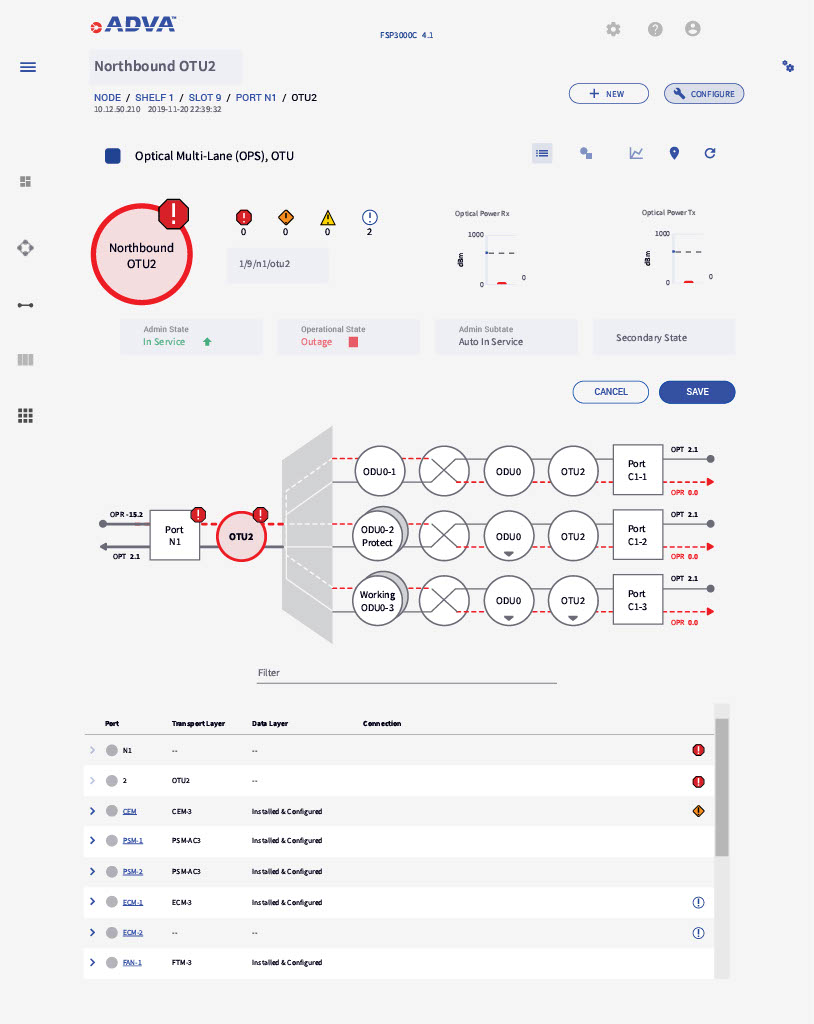 ADVA™
FSP3000C 4.1
Northbound OTU2
NODE / SHELF 1 / SLOT 9 / PORT N1 / OTU2
10.12.50.210 2019-11-20 22:39:32
NEW
CONFIGURE
Optical Multi-Lane (OPS), OTU
Northbound
OTU2
0 0 0 2
1/9/n1/otu2
Optical Power Rx
1000
dBm
0
0
Optical Power Tx
1000
dBm
0
0
Admin State
In Service
Operational State
Outage
Admin Subtate
Auto In Service
Secondary State
CANCEL
SAVE
OPR -15.2
OPT 2.1
Port
N1
OTU2
ODU0-1
ODU0
OTU2
Port
C1-1
OPT 2.1
OPR 0.0
ODU0-2
Protect
ODU0
OTU2
Port
C1-2
OPT 2.1
OPR 0.0
Working
ODU0-3
ODU0
OTU2
Port
C1-3
OPT 2.1
OPR 0.0
Filter
Port Transport Layer Data Layer Connection
N1 -- --
2 OTU2 --
CEM CEM-3 Installed & Configured
PSM-1 PSM-AC3 Installed & Configured
PSM-2 PSM-AC3 Installed & Configured
ECM-1 ECM-3 Installed & Configured
ECM-2 -- --
FAN-1 FTM-3 Installed & Configured